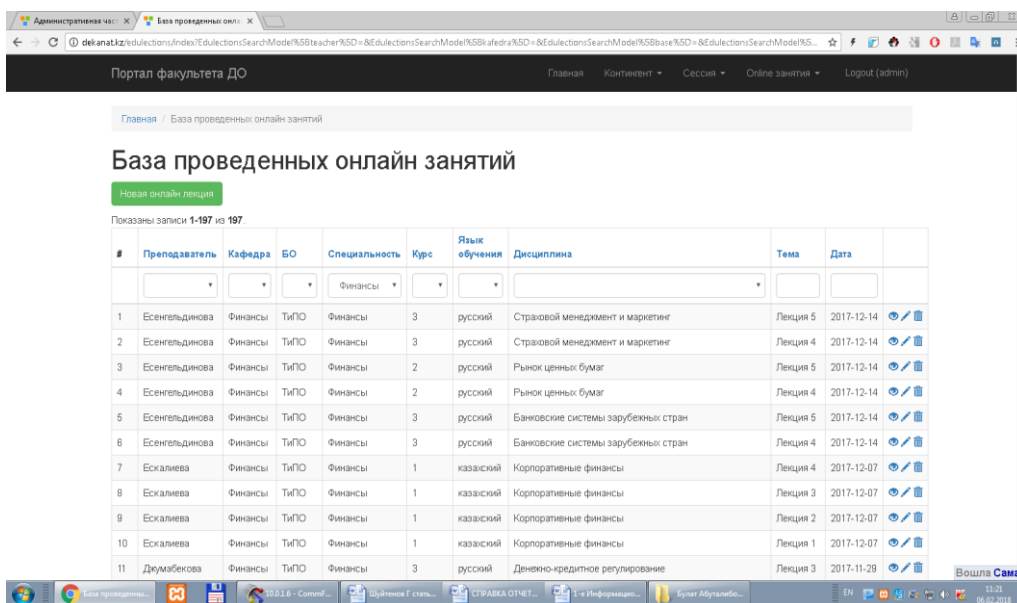 Административная част
База проведенных онла
dekanat.kz/edulections/index?EdulectionsSearchModel%5Bteacher%5D=&EdulectionsSearchModel%5Bkafedra%5D=&EdulectionsSearchModel%5Bbase%5D=&EdulectionsSearchModel%5...
Портал факультета ДО Главная Контингент Сессия Online занятия Logout (admin)
Главная / База проведенных онлайн занятий
База проведенных онлайн занятий
Новая онлайн лекция
Показаны записи 1-197 из 197.
# Преподаватель Кафедра БО Специальность Курс Язык обучения Дисциплина Тема Дата
Финансы
1 Есенгельдинова Финансы ТиПО Финансы 3 русский Страховой менеджмент и маркетинг Лекция 5 2017-12-14
2 Есенгельдинова Финансы ТиПО Финансы 3 русский Страховой менеджмент и маркетинг Лекция 4 2017-12-14
3 Есенгельдинова Финансы ТиПО Финансы 2 русский Рынок ценных бумаг Лекция 5 2017-12-14
4 Есенгельдинова Финансы ТиПО Финансы 2 русский Рынок ценных бумаг Лекция 4 2017-12-14
5 Есенгельдинова Финансы ТиПО Финансы 3 русский Банковские системы зарубежных стран Лекция 5 2017-12-14
6 Есенгельдинова Финансы ТиПО Финансы 3 русский Банковские системы зарубежных стран Лекция 4 2017-12-14
7 Ескалиева Финансы ТиПО Финансы 1 казахский Корпоративные финансы Лекция 4 2017-12-07
8 Ескалиева Финансы ТиПО Финансы 1 казахский Корпоративные финансы Лекция 3 2017-12-07
9 Ескалиева Финансы ТиПО Финансы 1 казахский Корпоративные финансы Лекция 2 2017-12-07
10 Ескалиева Финансы ТиПО Финансы 1 казахский Корпоративные финансы Лекция 1 2017-12-07
11 Джумабекова Финансы ТиПО Финансы 3 русский Денежно-кредитное регулирование Лекция 3 2017-11-29
Вошла Сама
База проведенны... 10.0.1.6 - CommF... Шуйтенов Г стать... СПРАВКА ОТЧЕТ... 1-я Информацио... Булат Абуталибо... EN 11:21
06.02.2018